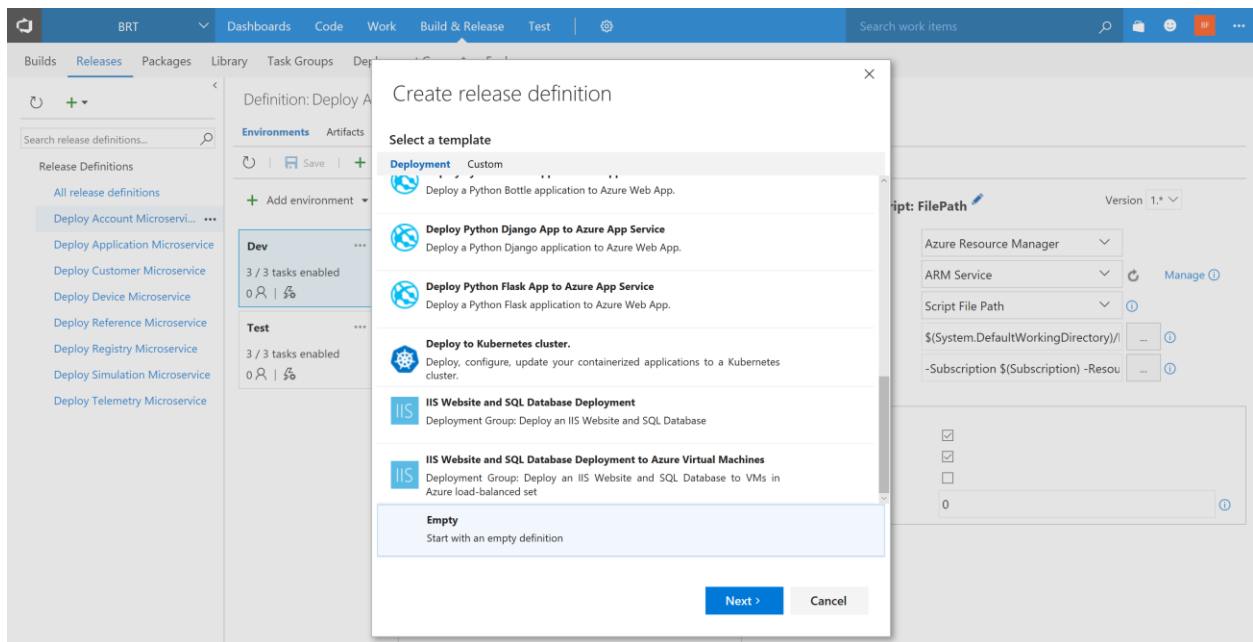 BRT
Dashboards Code Work Build & Release Test
Search work items
BF
Builds Releases Packages Library Task Groups
Search release definitions...
Release Definitions
All release definitions
Deploy Account Microservi... ...
Deploy Application Microservice
Deploy Customer Microservice
Deploy Device Microservice
Deploy Reference Microservice
Deploy Registry Microservice
Deploy Simulation Microservice
Deploy Telemetry Microservice
Definition: Deploy A
Environments Artifacts
Save
Add environment
Dev
3 / 3 tasks enabled
0
Test
3 / 3 tasks enabled
0
Create release definition
Select a template
Deployment Custom
Deploy a Python Bottle application to Azure Web App.
Deploy Python Django App to Azure App Service
Deploy a Python Django application to Azure Web App.
Deploy Python Flask App to Azure App Service
Deploy a Python Flask application to Azure Web App.
Deploy to Kubernetes cluster.
Deploy, configure, update your containerized applications to a Kubernetes
cluster.
IIS
IIS Website and SQL Database Deployment
Deployment Group: Deploy an IIS Website and SQL Database
IIS
IIS Website and SQL Database Deployment to Azure Virtual Machines
Deployment Group: Deploy an IIS Website and SQL Database to VMs in
Azure load-balanced set
Empty
Start with an empty definition
Next >
Cancel
ript: FilePath
Version 1.*
Azure Resource Manager
ARM Service
Manage
Script File Path
$(System.DefaultWorkingDirectory)/
...
-Subscription $(Subscription) -Resou
...
0